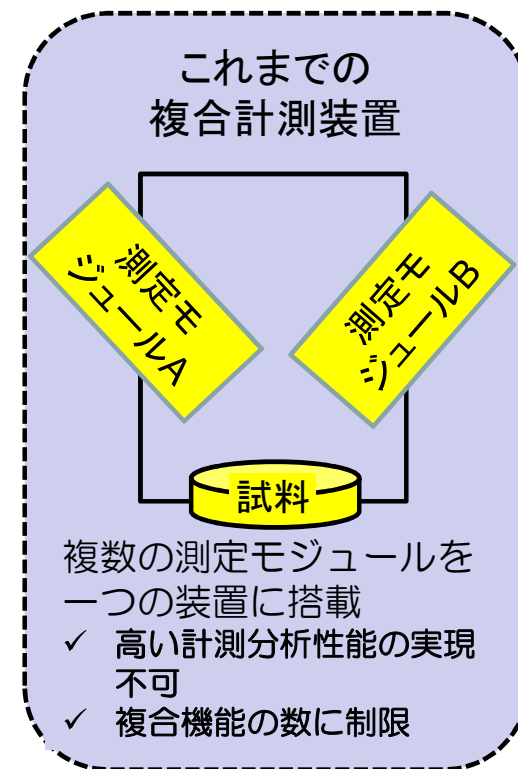 これまでの
複合計測装置
測定モ
ジュールA
測定モ
ジュールB
試料
複数の測定モジュールを
一つの装置に搭載
✓ 高い計測分析性能の実現
不可
✓ 複合機能の数に制限